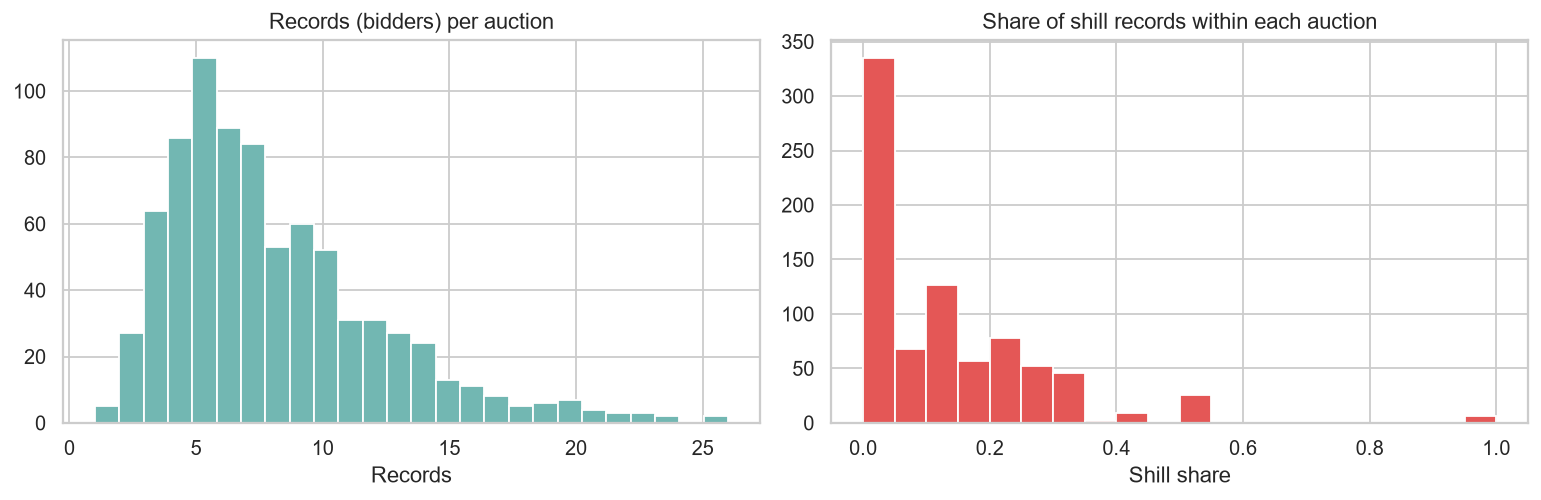 Records (bidders) per auction
100
80
60
40
20
0
0 5 10 15 20 25
Records
Share of shill records within each auction
350
300
250
200
150
100
50
0
0.0 0.2 0.4 0.6 0.8 1.0
Shill share